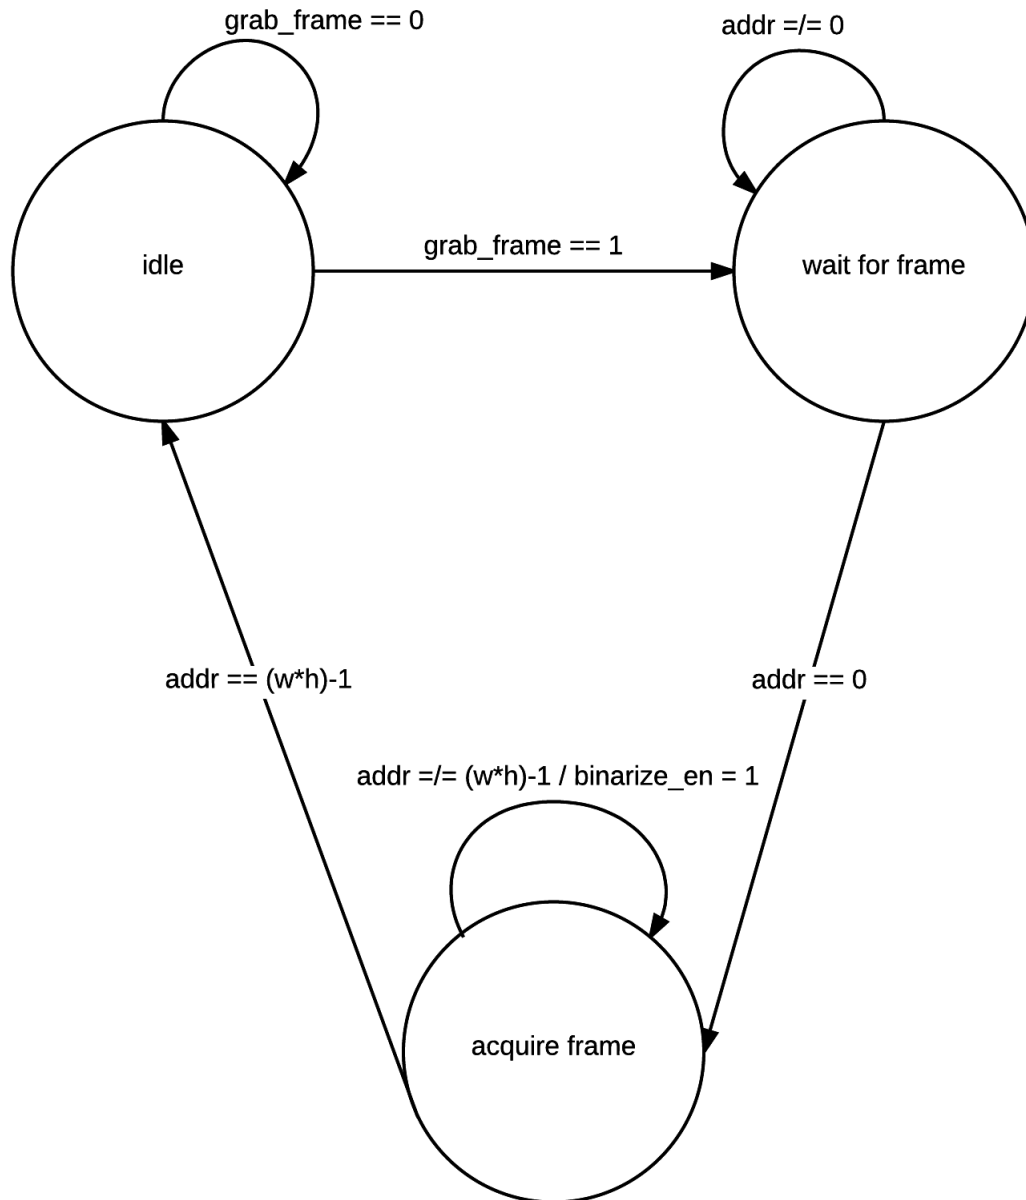 grab_frame == 0
addr =/= 0
grab_frame == 1
idle
wait for frame
addr == (w*h)-1
addr == 0
addr =/= (w*h)-1 / binarize_en = 1
acquire frame